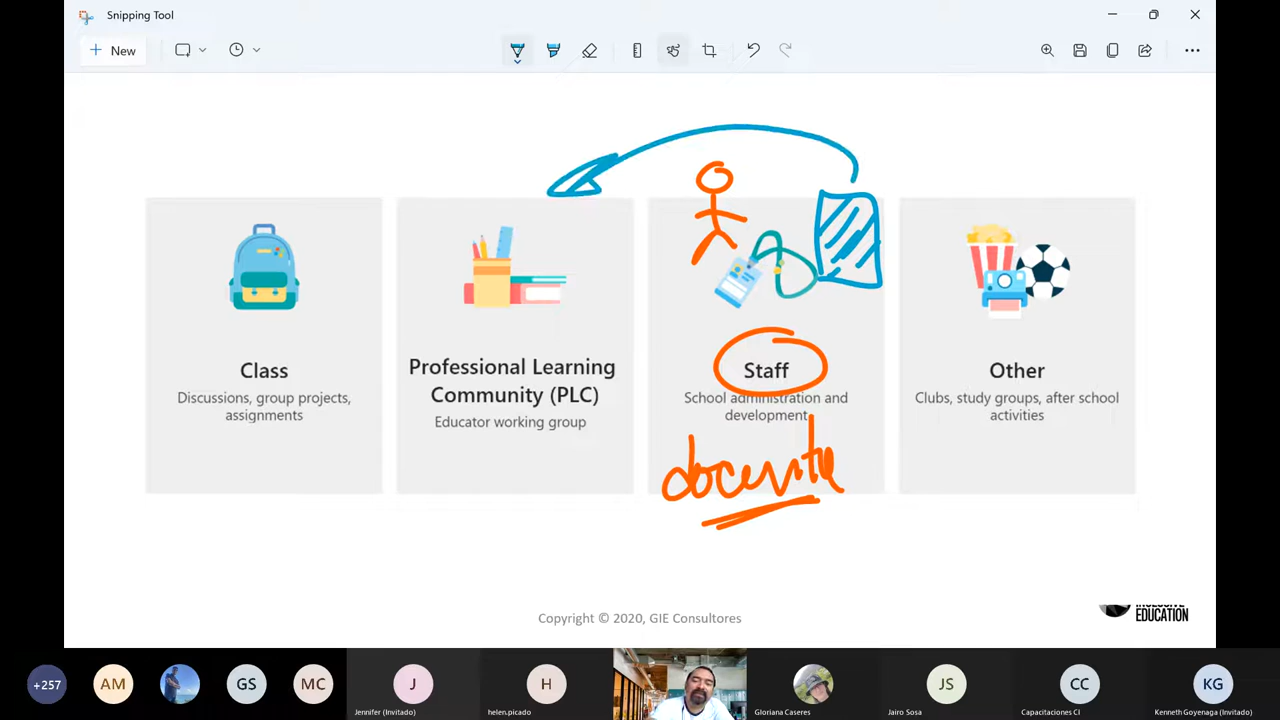 Snipping Tool
New
Class
Discussions, group projects,
assignments
Professional Learning
Community (PLC)
Educator working group
Staff
School administration and
development
docente
Other
Clubs, study groups, after school
activities
Copyright © 2020, GIE Consultores
EDUCATION
+257
AM
GS
MC
J
Jennifer (Invitado)
H
helen.picado
Gloriana Caseres
JS
Jairo Sosa
CC
Capacitaciones CI
KG
Kenneth Goyenaga (Invitado)